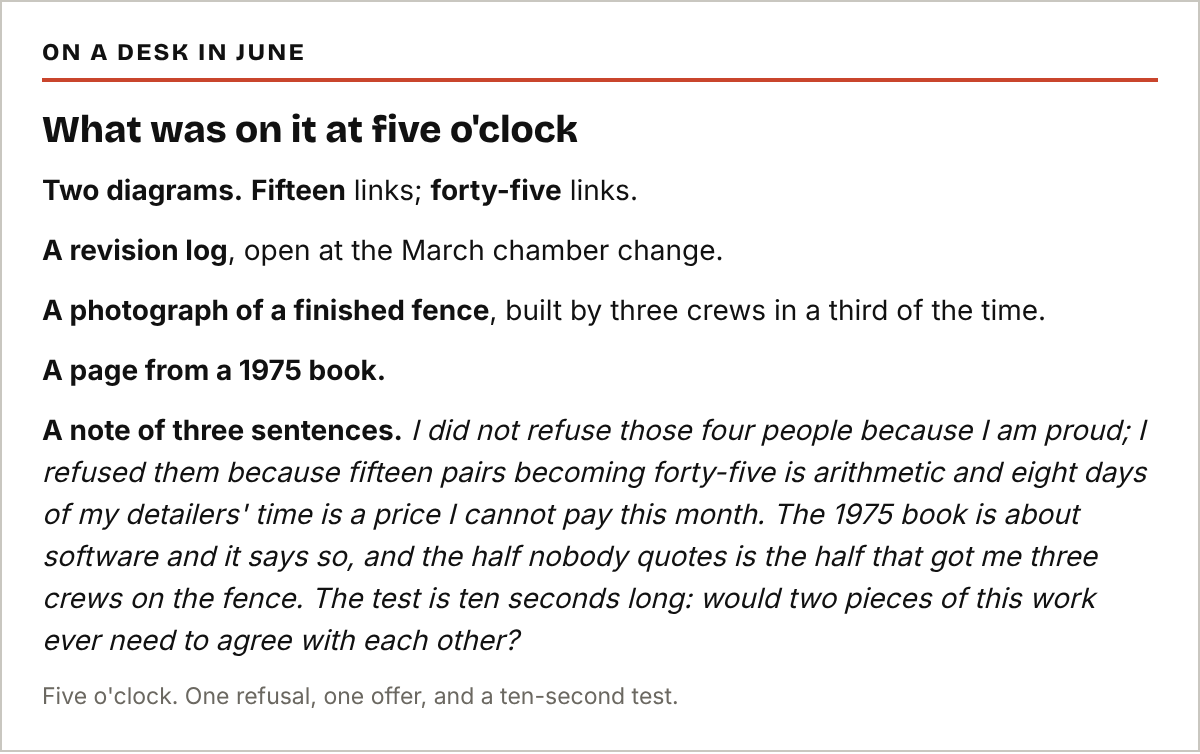 ON A DESK IN JUNE
What was on it at five o'clock
Two diagrams. Fifteen links; forty-five links.
A revision log, open at the March chamber change.
A photograph of a finished fence, built by three crews in a third of the time.
A page from a 1975 book.
A note of three sentences. I did not refuse those four people because I am proud; I
refused them because fifteen pairs becoming forty-five is arithmetic and eight days
of my detailers' time is a price I cannot pay this month. The 1975 book is about
software and it says so, and the half nobody quotes is the half that got me three
crews on the fence. The test is ten seconds long: would two pieces of this work
ever need to agree with each other?
Five o'clock. One refusal, one offer, and a ten-second test.